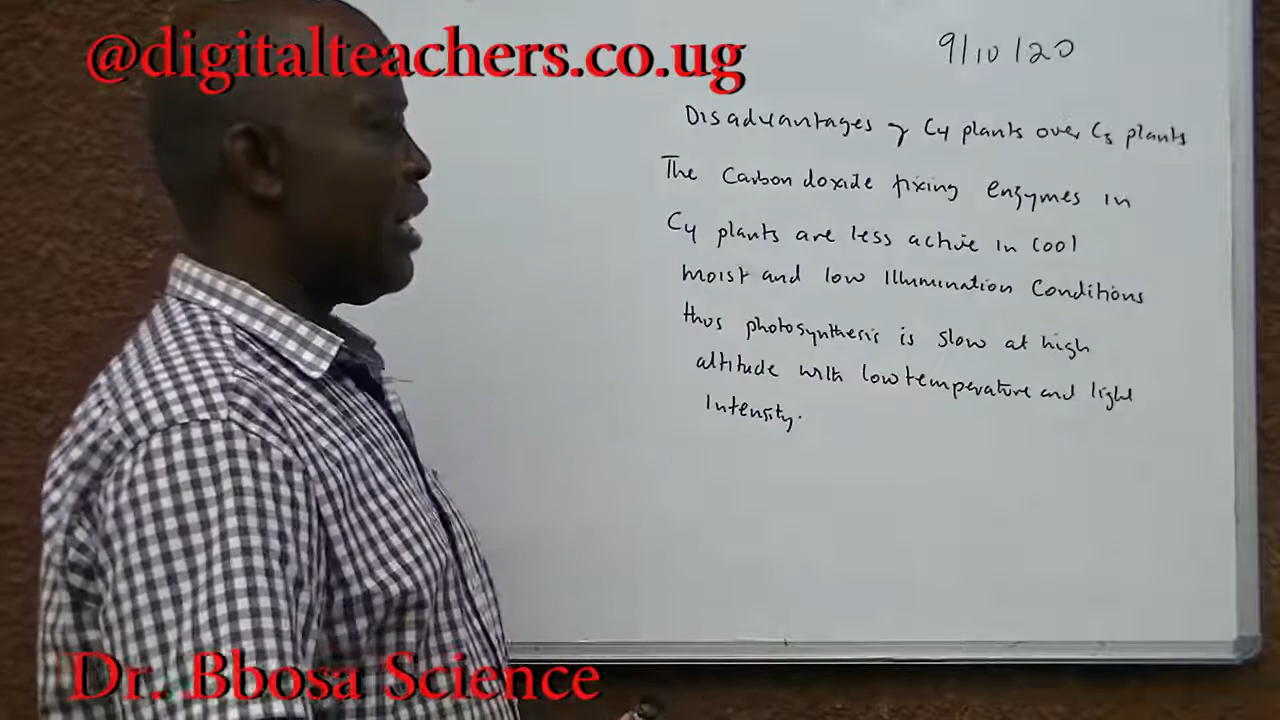 @digitalteachers.co.ug
9/10/20
Disadvantages of C4 plants over C3 plants
The Carbon doxide fixing enzymes in
C4 plants are less active in cool
moist and low illumination conditions
thus photosynthesis is slow at high
altitude with low temperature and light
intensity.
Dr. Bbosa Science